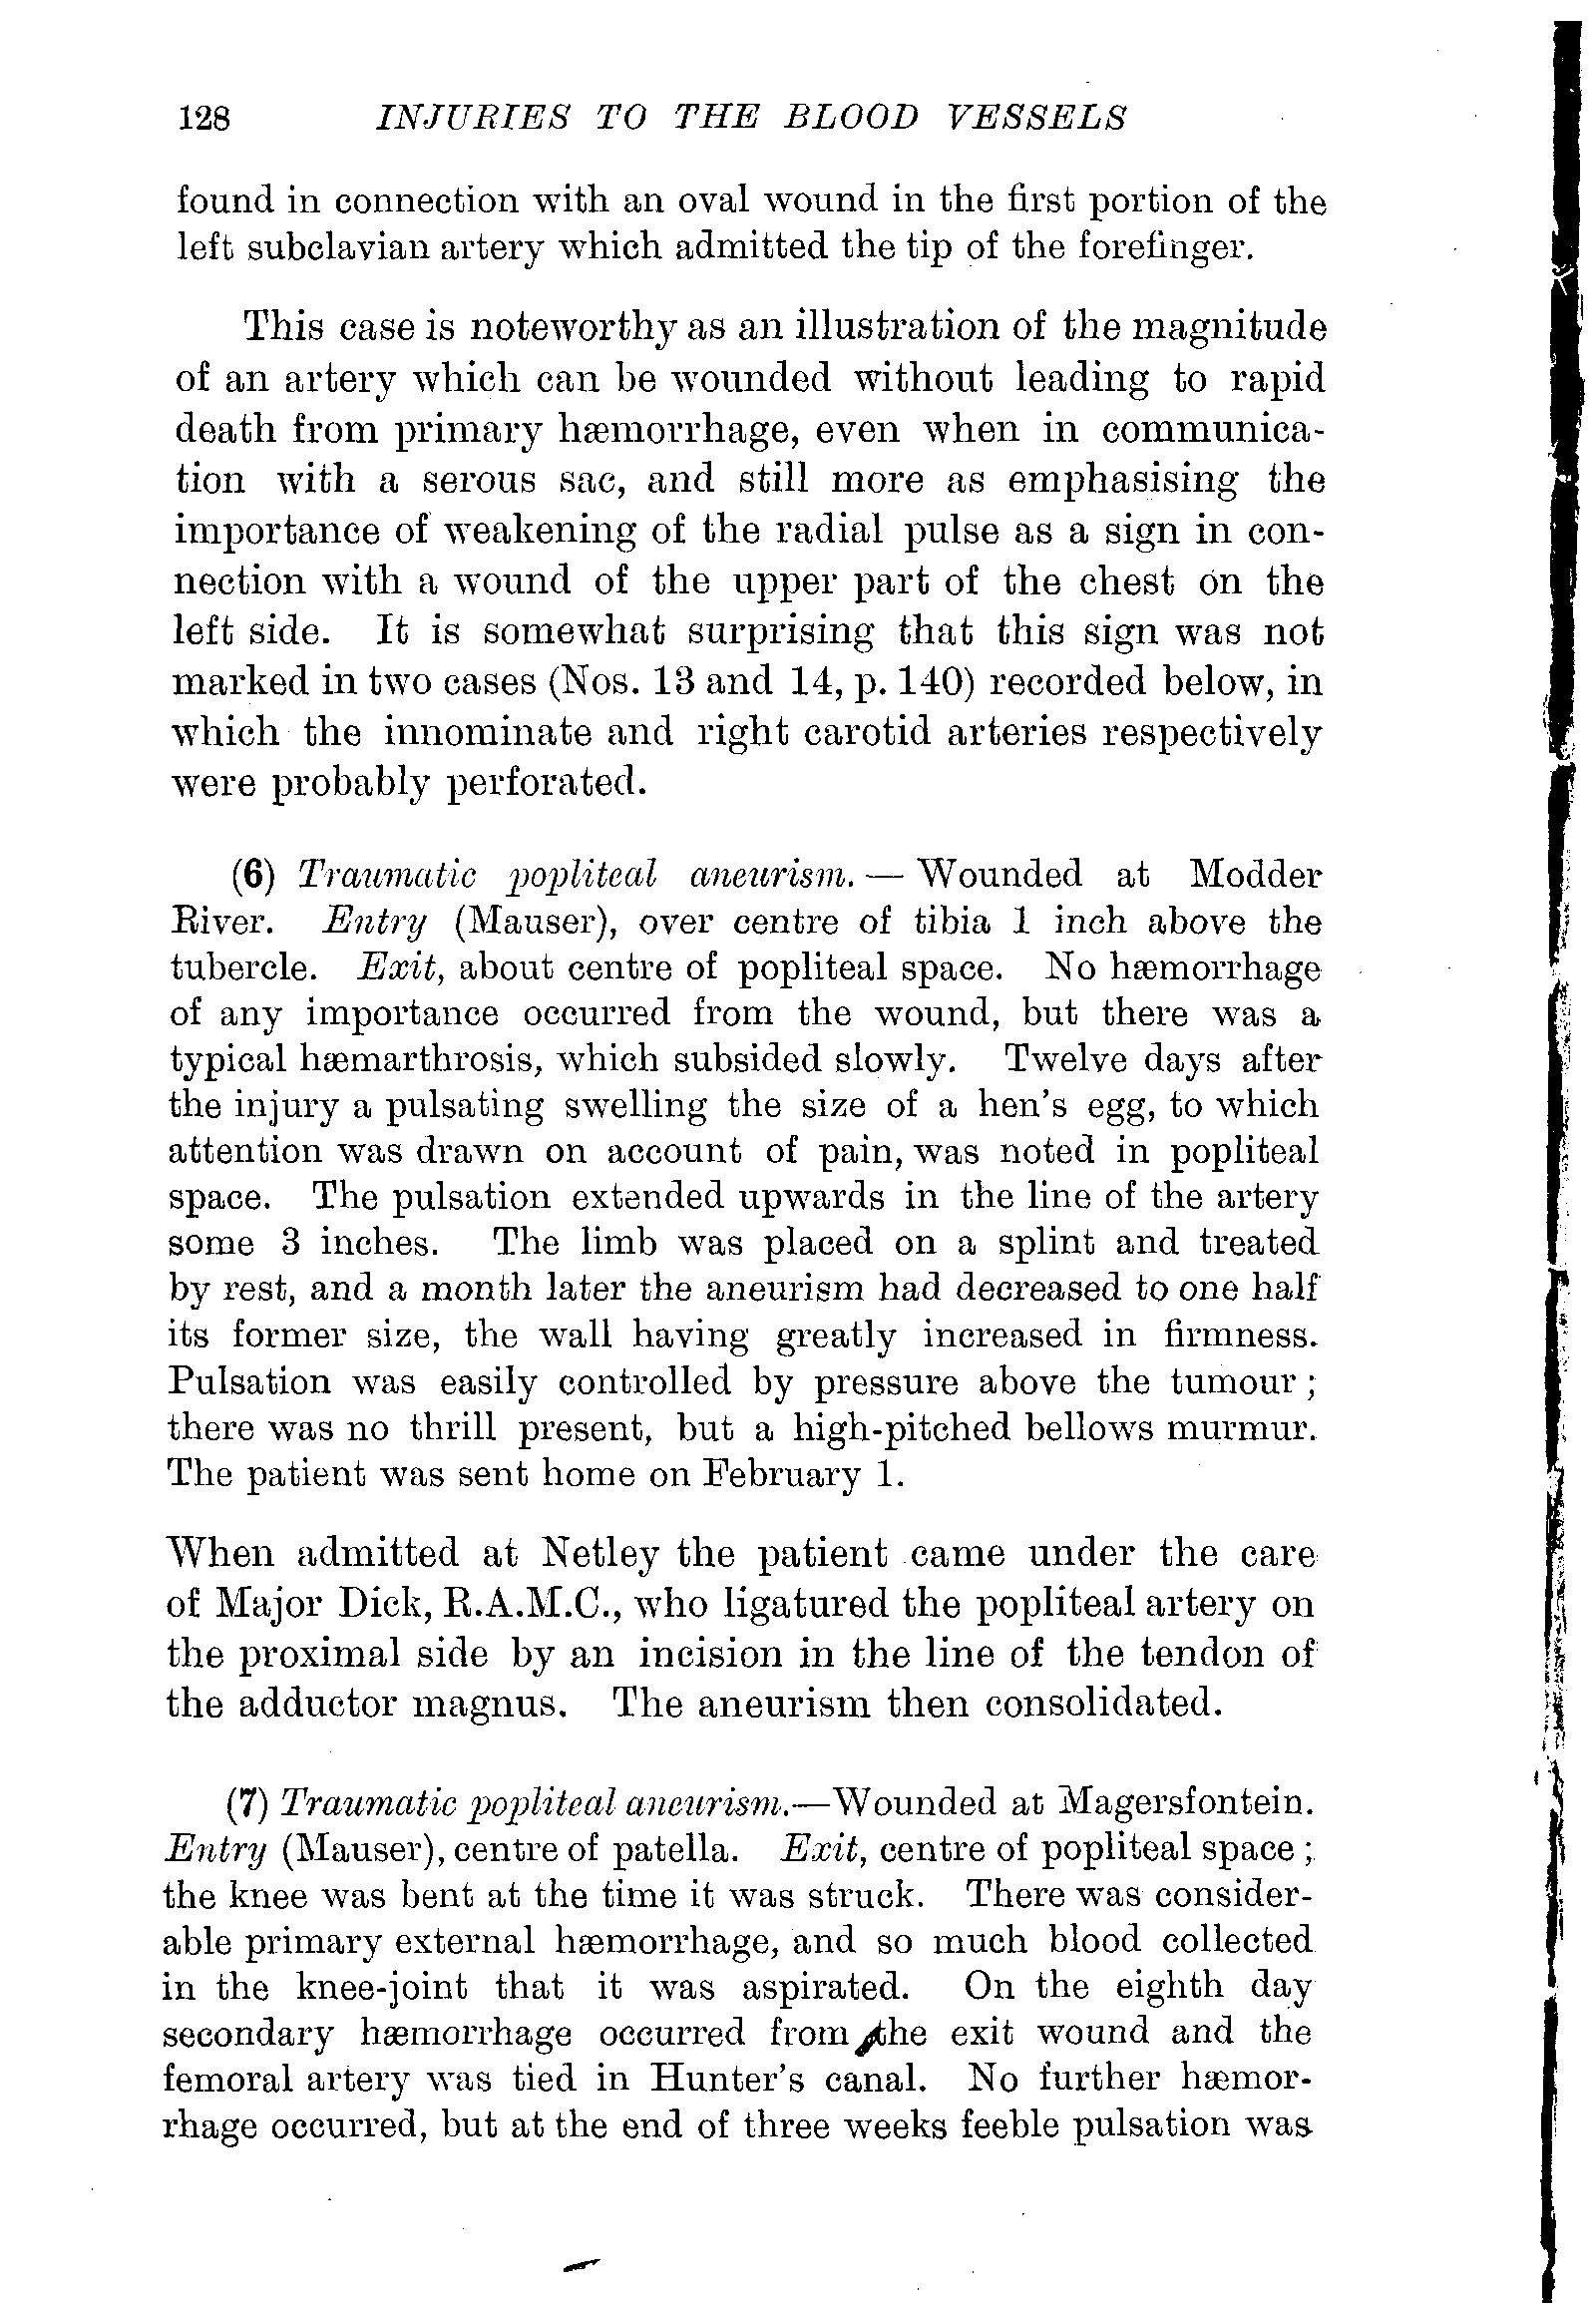 128 INJURIES TO THE BLOOD VESSELS
found in connection with an oval wound in the first portion of the
left subclavian artery which admitted the tip of the forefinger.
This case is noteworthy as an illustration of the magnitude
of an artery which can be wounded without leading to rapid
death from primary hæmorrhage, even when in communica-
tion with a serous sac, and still more as emphasising the
importance of weakening of the radial pulse as a sign in con-
nection with a wound of the upper part of the chest on the
left side. It is somewhat surprising that this sign was not
marked in two cases (Nos. 13 and 14, p. 140) recorded below, in
which the innominate and right carotid arteries respectively
were probably perforated.
(6) Traumatic popliteal aneurism. — Wounded at Modder
River. Entry (Mauser), over centre of tibia 1 inch above the
tubercle. Exit, about centre of popliteal space. No hæmorrhage
of any importance occurred from the wound, but there was a
typical hæmarthrosis, which subsided slowly. Twelve days after
the injury a pulsating swelling the size of a hen's egg, to which
attention was drawn on account of pain, was noted in popliteal
space. The pulsation extended upwards in the line of the artery
some 3 inches. The limb was placed on a splint and treated
by rest, and a month later the aneurism had decreased to one half
its former size, the wall having greatly increased in firmness.
Pulsation was easily controlled by pressure above the tumour;
there was no thrill present, but a high-pitched bellows murmur.
The patient was sent home on February 1.
When admitted at Netley the patient came under the care
of Major Dick, R.A.M.C., who ligatured the popliteal artery on
the proximal side by an incision in the line of the tendon of
the adductor magnus. The aneurism then consolidated.
(7) Traumatic popliteal aneurism.—Wounded at Magersfontein.
Entry (Mauser), centre of patella. Exit, centre of popliteal space;
the knee was bent at the time it was struck. There was consider-
able primary external hæmorrhage, and so much blood collected
in the knee-joint that it was aspirated. On the eighth day
secondary hæmorrhage occurred from the exit wound and the
femoral artery was tied in Hunter's canal. No further hæmor-
rhage occurred, but at the end of three weeks feeble pulsation was